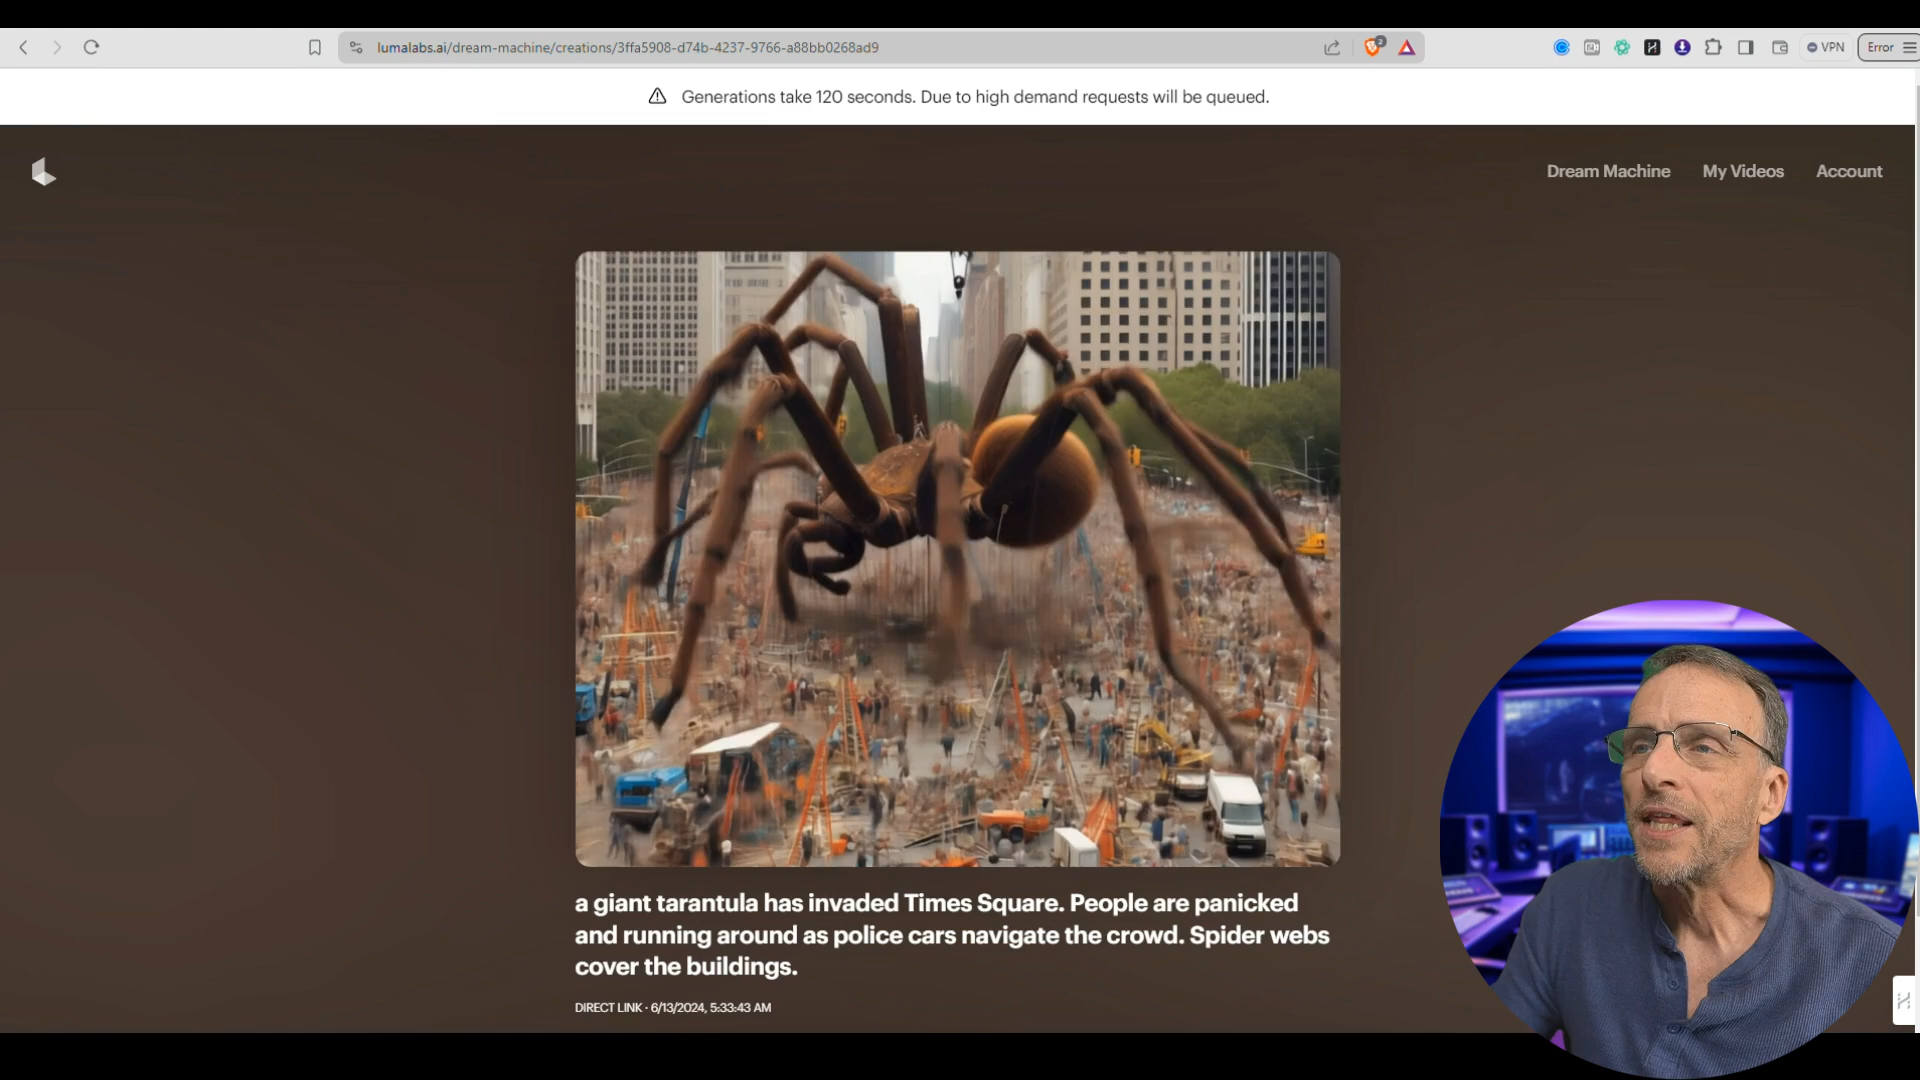 lumalabs.ai/dream-machine/creations/3ffa5908-d74b-4237-9766-a88bb0268ad9
2
VPN
Error
Generations take 120 seconds. Due to high demand requests will be queued.
Dream Machine
My Videos
Account
a giant tarantula has invaded Times Square. People are panicked
and running around as police cars navigate the crowd. Spider webs
cover the buildings.
DIRECT LINK · 6/13/2024, 5:33:43 AM